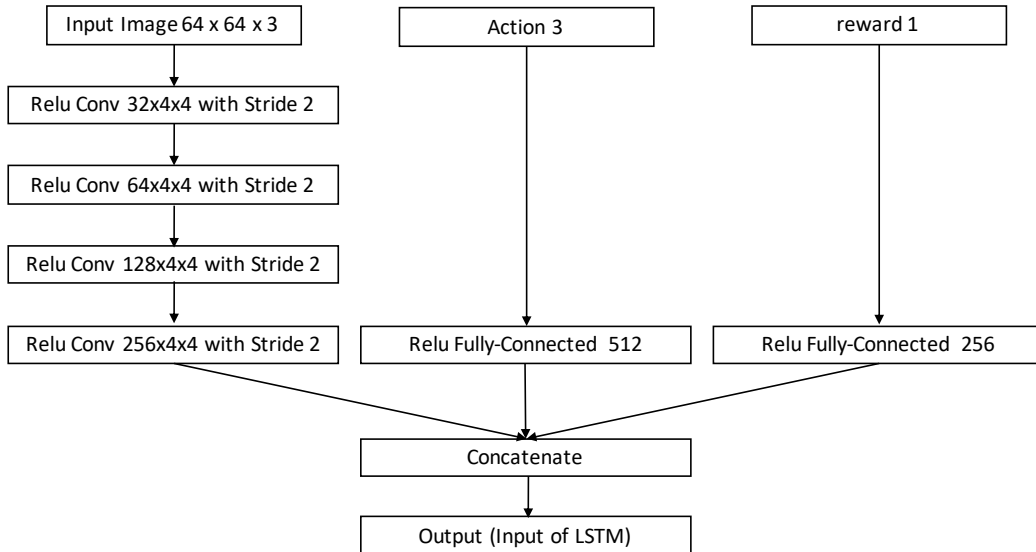 Input Image 64 x 64 x 3
Action 3
reward 1
Relu Conv 32x4x4 with Stride 2
Relu Conv 64x4x4 with Stride 2
Relu Conv 128x4x4 with Stride 2
Relu Conv 256x4x4 with Stride 2
Relu Fully-Connected 512
Relu Fully-Connected 256
Concatenate
Output (Input of LSTM)